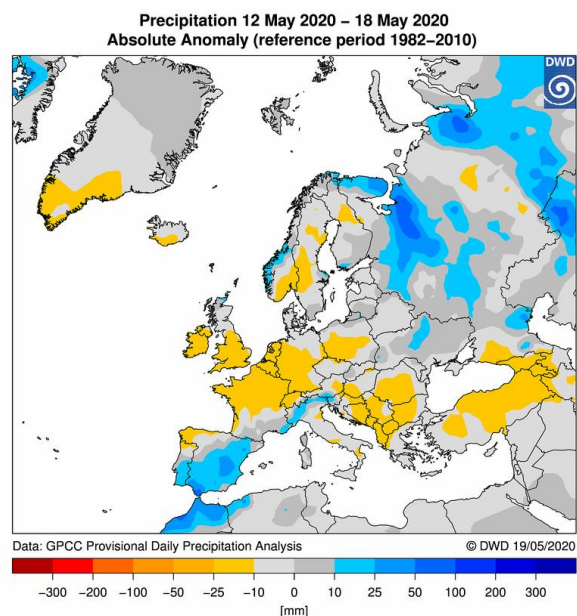 Precipitation 12 May 2020 – 18 May 2020
Absolute Anomaly (reference period 1982–2010)
DWD
Data: GPCC Provisional Daily Precipitation Analysis © DWD 19/05/2020
−300 −200 −100 −50 −25 −10 0 10 25 50 100 200 300
[mm]